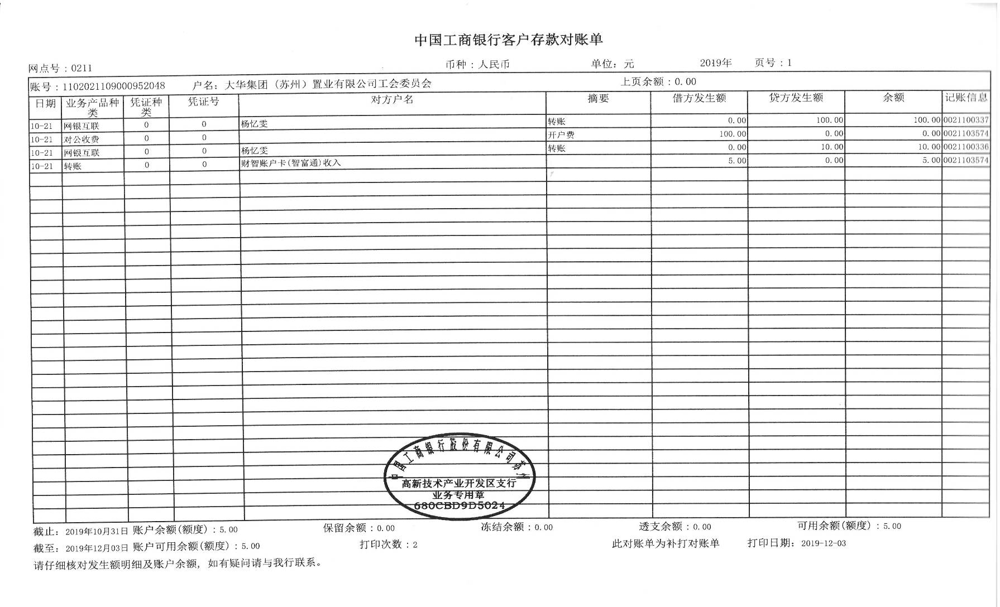 中国工商银行客户存款对账单
网点号：0211 币种：人民币 单位：元 2019年 页号：1
账号：1102021109000952048 户名：大华集团（苏州）置业有限公司工会委员会 上页余额：0.00
日期 业务产品种类 凭证种类 凭证号 对方户名 摘要 借方发生额 贷方发生额 余额 记账信息
10-21 网银互联 0 0 杨忆雯 转账 0.00 100.00 100.00 0021100337
10-21 对公收费 0 0 开户费 100.00 0.00 0.00 0021103574
10-21 网银互联 0 0 杨忆雯 转账 0.00 10.00 10.00 0021100336
10-21 转账 0 0 财智账户卡(智富通)收入 5.00 0.00 5.00 0021103574
中国工商银行股份有限公司苏州
高新技术产业开发区支行
业务专用章
680CBD9D5024
截止：2019年10月31日 账户余额(额度)：5.00 保留余额：0.00 冻结余额：0.00 透支余额：0.00 可用余额(额度)：5.00
截至：2019年12月03日 账户可用余额(额度)：5.00 打印次数：2 此对账单为补打对账单 打印日期：2019-12-03
请仔细核对发生额明细及账户余额，如有疑问请与我行联系。